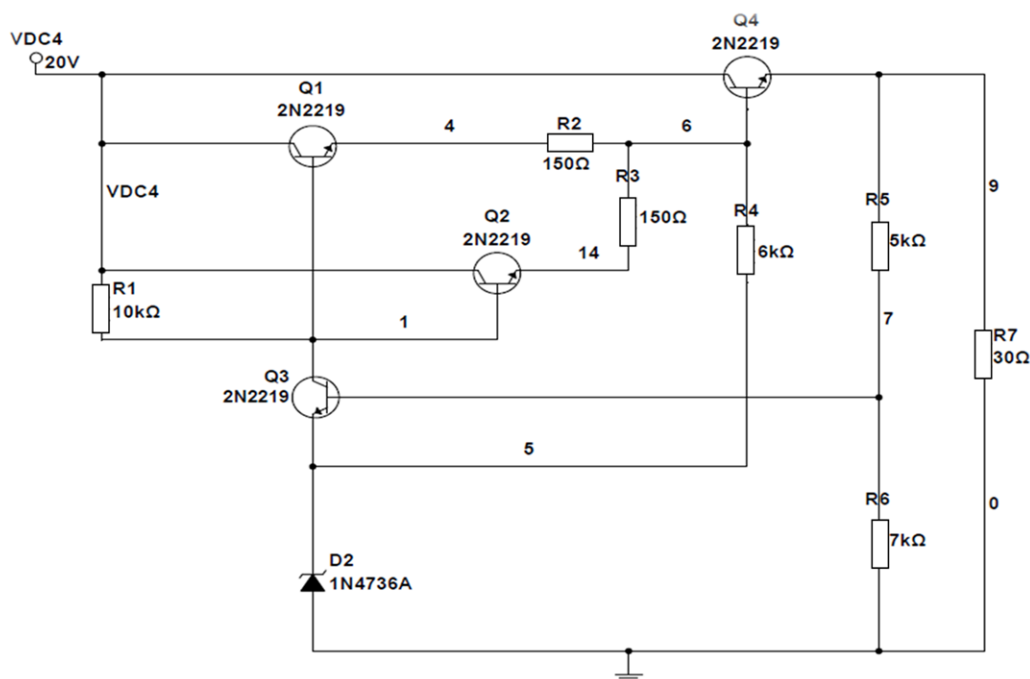 VDC4
20V
Q4
2N2219
Q1
2N2219
4
R2
150Ω
6
VDC4
R3
150Ω
Q2
2N2219
14
R4
6kΩ
R5
5kΩ
9
R1
10kΩ
1
7
R7
30Ω
Q3
2N2219
5
R6
7kΩ
0
D2
1N4736A